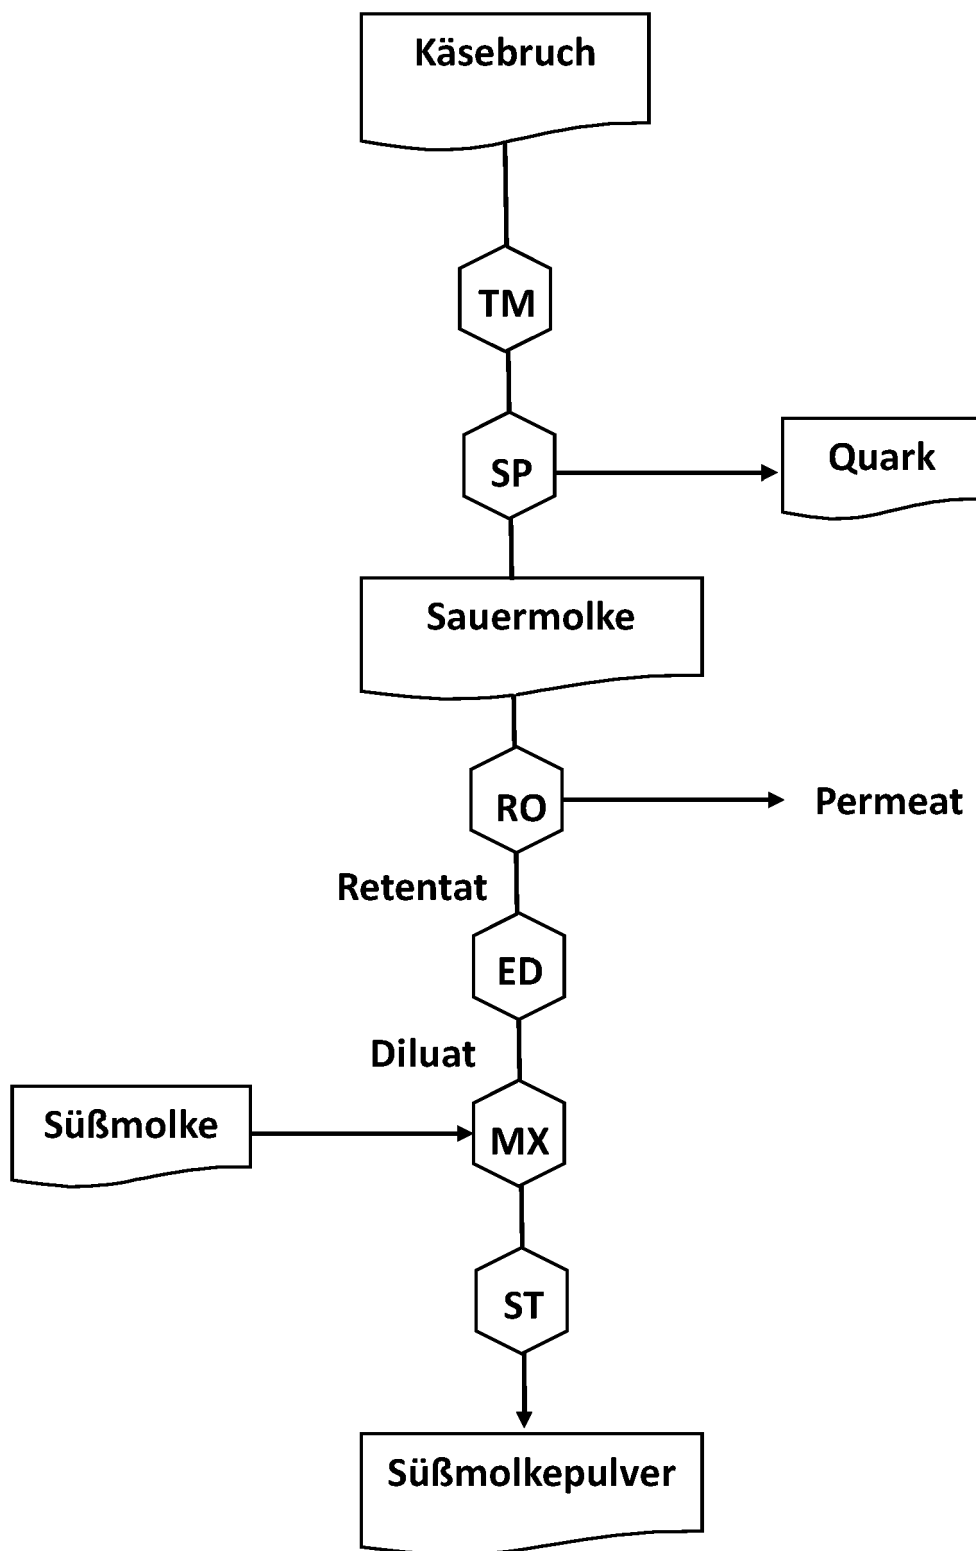 Käsebruch
TM
SP
Quark
Sauermolke
RO
Permeat
Retentat
ED
Diluat
Süßmolke
MX
ST
Süßmolkepulver